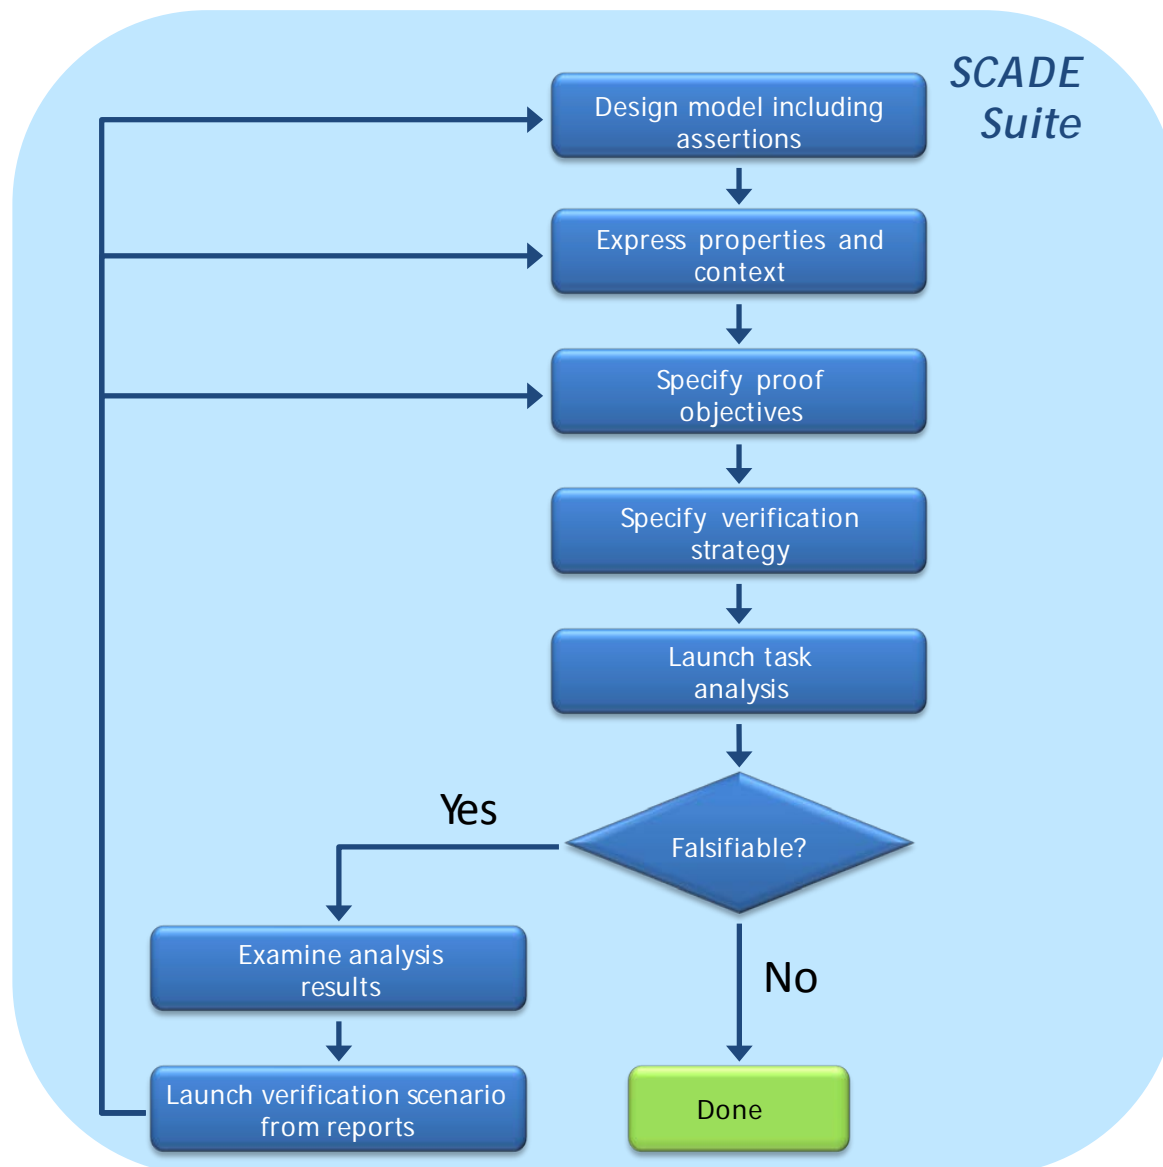 SCADE
Suite
Design model including
assertions
Express properties and
context
Specify proof
objectives
Specify verification
strategy
Launch task
analysis
Yes
Falsifiable?
Examine analysis
results
No
Launch verification scenario
from reports
Done